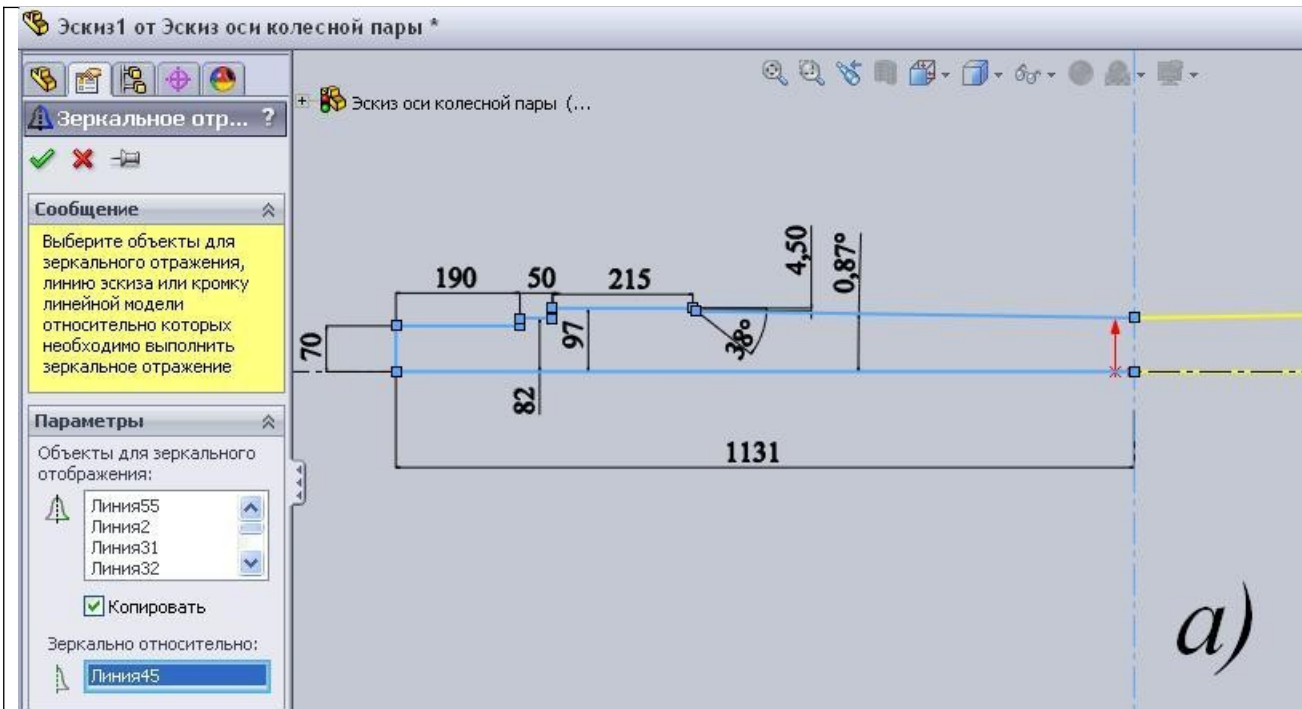 Эскиз1 от Эскиз оси колесной пары *
Эскиз оси колесной пары (...
Зеркальное отр... ?
Сообщение
Выберите объекты для
зеркального отражения,
линию эскиза или кромку
линейной модели
относительно которых
необходимо выполнить
зеркальное отражение
Параметры
Объекты для зеркального
отображения:
Линия55
Линия2
Линия31
Линия32
Копировать
Зеркально относительно:
Линия45
190
50
215
4,50
0,87°
70
97
38°
82
1131
а)